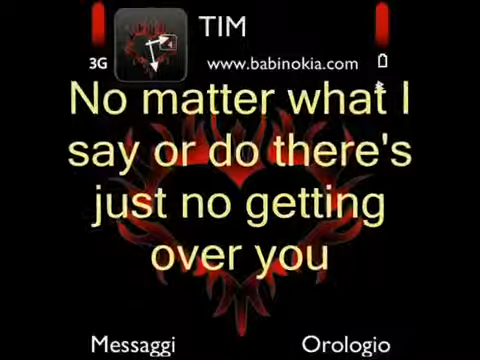 TIM
3G
www.babinokia.com
No matter what I
say or do there's
just no getting
over you
Messaggi
Orologio